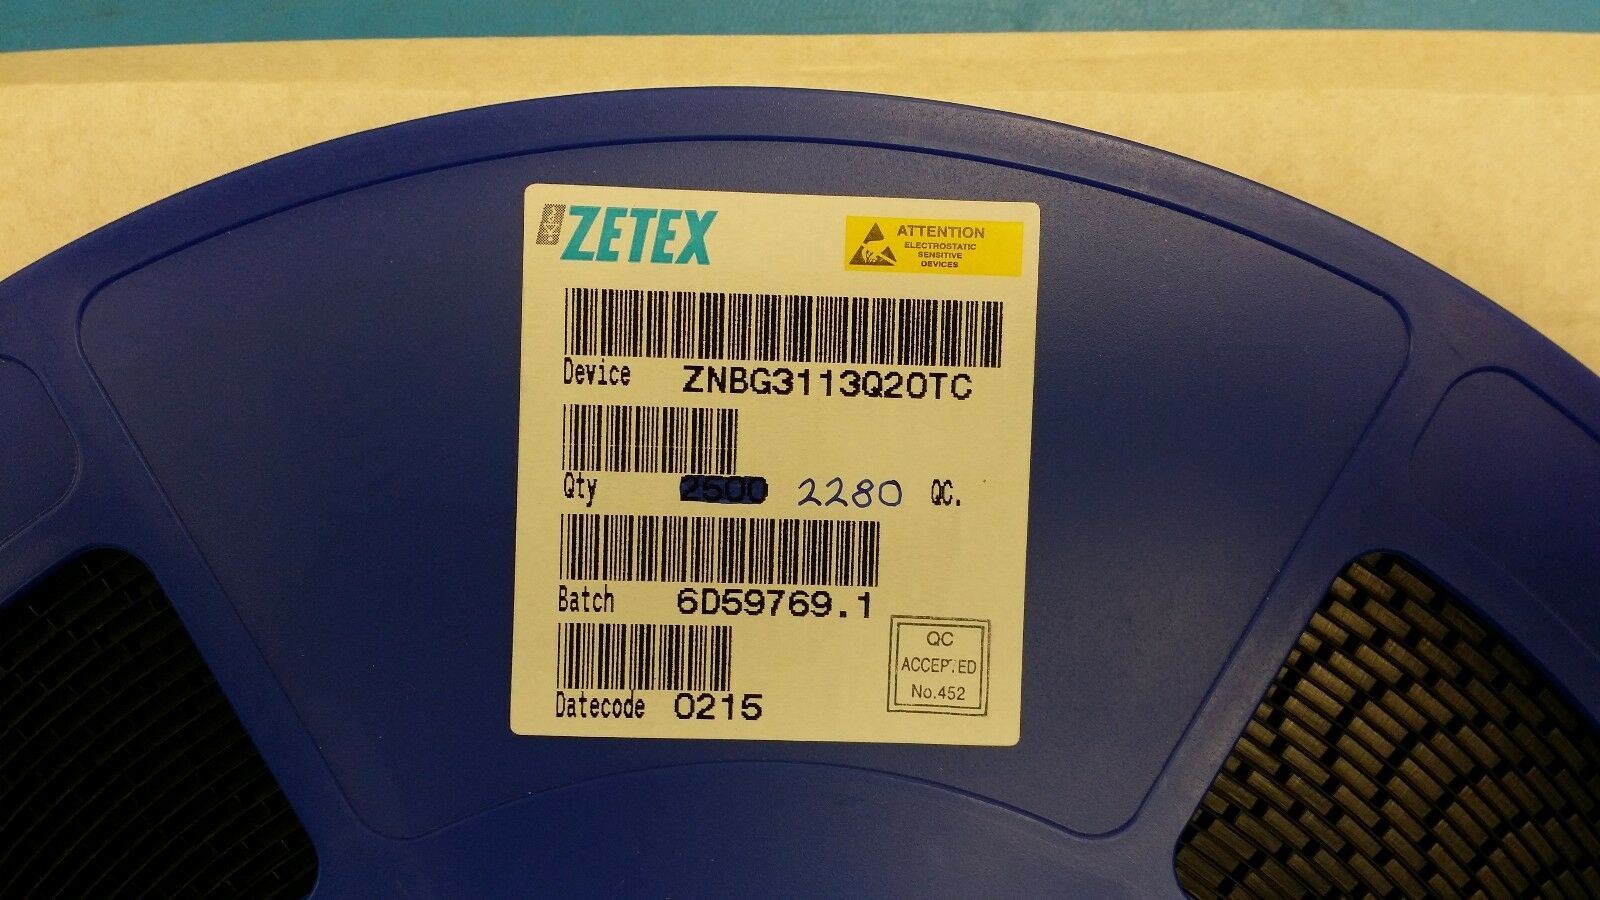 ZETEX
ATTENTION
ELECTROSTATIC
SENSITIVE
DEVICES
Device ZNBG3113Q20TC
Qty 2500 2280 QC.
Batch 6D59769.1
Datecode 0215
QC
ACCEPTED
No.452